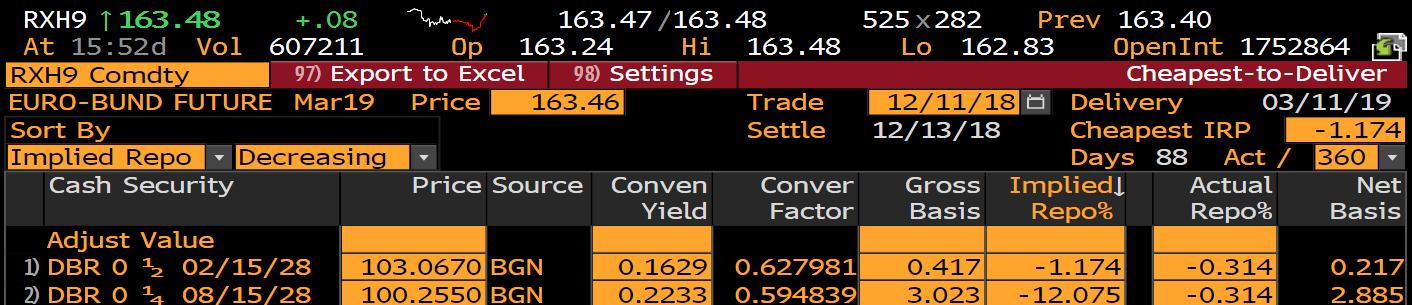 RXH9 ↑ 163.48 +.08 163.47 / 163.48 525 x 282 Prev 163.40
At 15:52d Vol 607211 Op 163.24 Hi 163.48 Lo 162.83 OpenInt 1752864
RXH9 Comdty 97) Export to Excel 98) Settings Cheapest-to-Deliver
EURO-BUND FUTURE Mar19 Price 163.46 Trade 12/11/18 Delivery 03/11/19
Sort By Settle 12/13/18 Cheapest IRP -1.174
Implied Repo Decreasing Days 88 Act / 360
Cash Security Price Source Conven Conver Gross Implied↓ Actual Net
Yield Factor Basis Repo% Repo% Basis
Adjust Value
1) DBR 0 ½ 02/15/28 103.0670 BGN 0.1629 0.627981 0.417 -1.174 -0.314 0.217
2) DBR 0 ¼ 08/15/28 100.2550 BGN 0.2233 0.594839 3.023 -12.075 -0.314 2.885